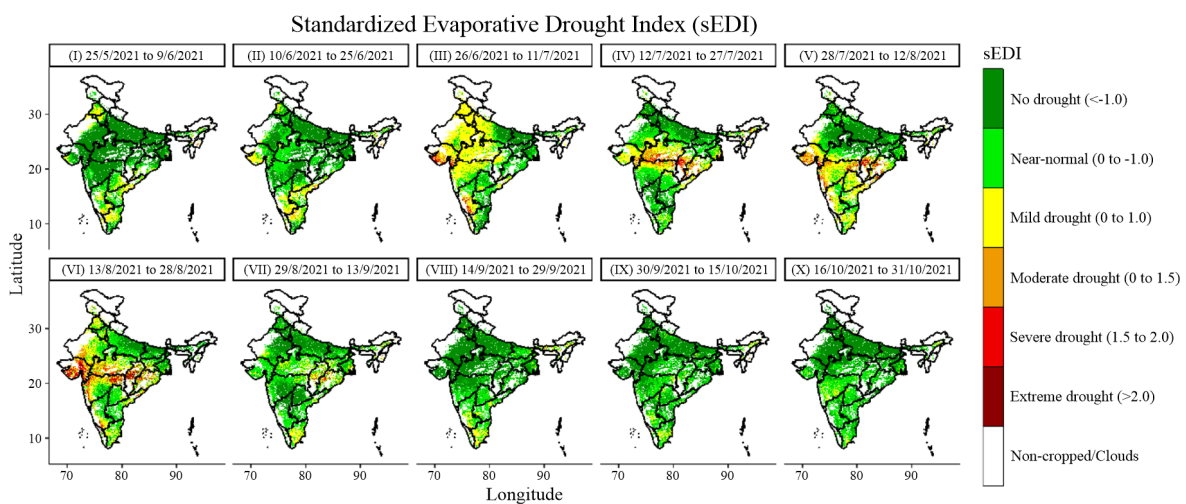 Standardized Evaporative Drought Index (sEDI)
(I) 25/5/2021 to 9/6/2021
(II) 10/6/2021 to 25/6/2021
(III) 26/6/2021 to 11/7/2021
(IV) 12/7/2021 to 27/7/2021
(V) 28/7/2021 to 12/8/2021
30
20
10
(VI) 13/8/2021 to 28/8/2021
(VII) 29/8/2021 to 13/9/2021
(VIII) 14/9/2021 to 29/9/2021
(IX) 30/9/2021 to 15/10/2021
(X) 16/10/2021 to 31/10/2021
30
20
10
Latitude
70 80 90
70 80 90
70 80 90
70 80 90
70 80 90
Longitude
sEDI
No drought (<-1.0)
Near-normal (0 to -1.0)
Mild drought (0 to 1.0)
Moderate drought (0 to 1.5)
Severe drought (1.5 to 2.0)
Extreme drought (>2.0)
Non-cropped/Clouds